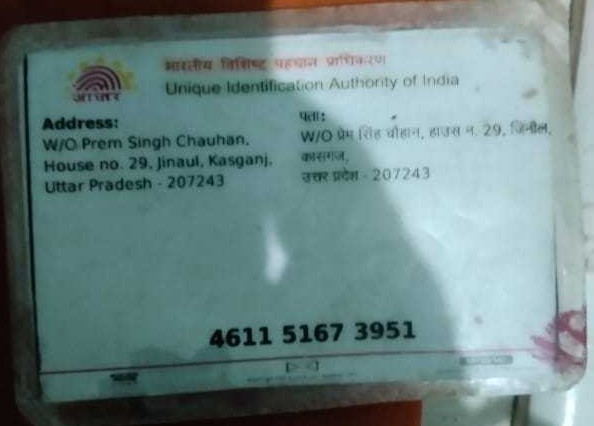 भारतीय विशिष्ट पहचान प्राधिकरण
Unique Identification Authority of India
आधार
Address:
W/O Prem Singh Chauhan,
House no. 29, Jinaul, Kasganj,
Uttar Pradesh - 207243
पता:
W/O प्रेम सिंह चौहान, हाउस न. 29, जिनौल,
कासगंज,
उत्तर प्रदेश - 207243
4611 5167 3951